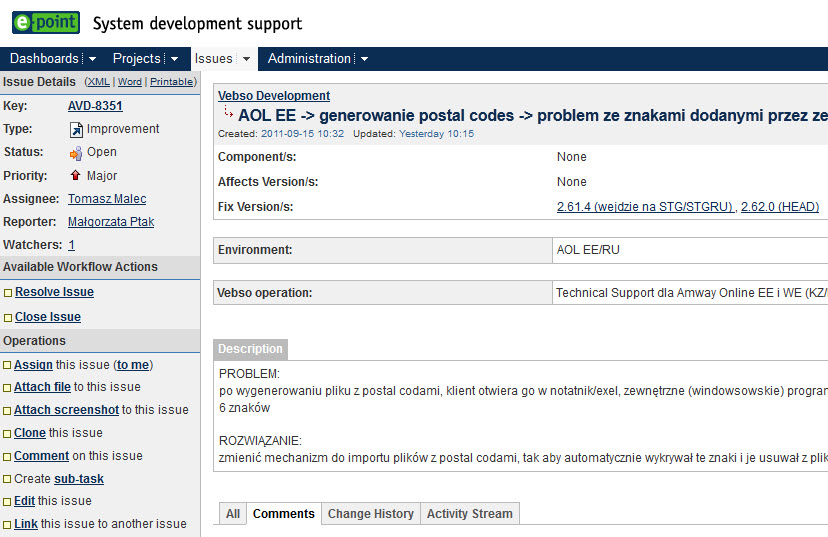 e-point System development support
Dashboards Projects Issues Administration
Issue Details (XML | Word | Printable)
Key: AVD-8351
Type: Improvement
Status: Open
Priority: Major
Assignee: Tomasz Malec
Reporter: Małgorzata Ptak
Watchers: 1
Available Workflow Actions
Resolve Issue
Close Issue
Operations
Assign this issue (to me)
Attach file to this issue
Attach screenshot to this issue
Clone this issue
Comment on this issue
Create sub-task
Edit this issue
Link this issue to another issue
Vebso Development
AOL EE -> generowanie postal codes -> problem ze znakami dodanymi przez ze
Created: 2011-09-15 10:32 Updated: Yesterday 10:15
Component/s: None
Affects Version/s: None
Fix Version/s: 2.61.4 (wejdzie na STG/STGRU) , 2.62.0 (HEAD)
Environment: AOL EE/RU
Vebso operation: Technical Support dla Amway Online EE i WE (KZ/
Description
PROBLEM:
po wygenerowaniu pliku z postal codami, klient otwiera go w notatnik/exel, zewnętrzne (windowsowskie) program
6 znaków
ROZWIĄZANIE:
zmienić mechanizm do importu plików z postal codami, tak aby automatycznie wykrywał te znaki i je usuwał z plik
All Comments Change History Activity Stream